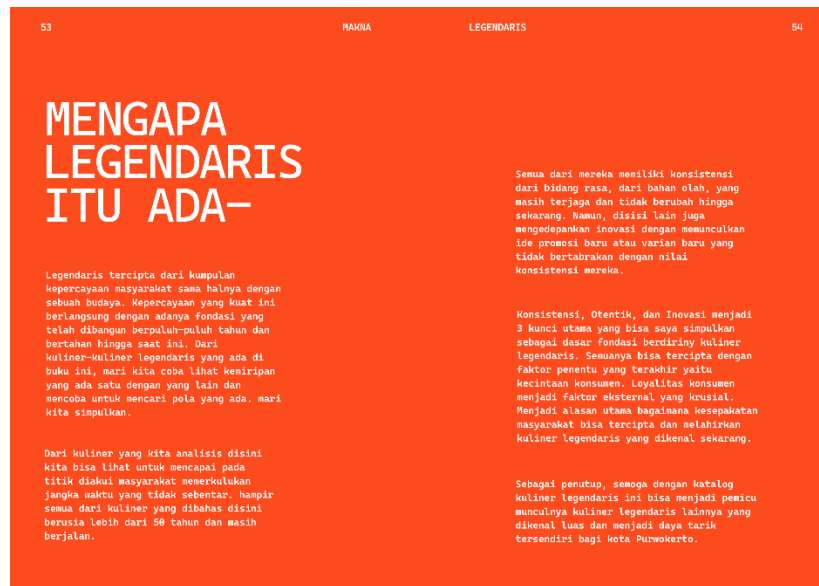 53
MAKNA
LEGENDARIS
54
MENGAPA
LEGENDARIS
ITU ADA—
Legendaris tercipta dari kumpulan
kepercayaan masyarakat sama halnya dengan
sebuah budaya. Kepercayaan yang kuat ini
berlangsung dengan adanya fondasi yang
telah dibangun berpuluh-puluh tahun dan
bertahan hingga saat ini. Dari
kuliner-kuliner legendaris yang ada di
buku ini, mari kita coba lihat kemiripan
yang ada satu dengan yang lain dan
mencoba untuk mencari pola yang ada. mari
kita simpulkan.
Dari kuliner yang kita analisis disini
kita bisa lihat untuk mencapai pada
titik diakui masyarakat memerkulukan
jangka waktu yang tidak sebentar. hampir
semua dari kuliner yang dibahas disini
berusia lebih dari 50 tahun dan masih
berjalan.
Semua dari mereka memiliki konsistensi
dari bidang rasa, dari bahan olah, yang
masih terjaga dan tidak berubah hingga
sekarang. Namun, disisi lain juga
mengedepankan inovasi dengan memunculkan
ide promosi baru atau varian baru yang
tidak bertabrakan dengan nilai
konsistensi mereka.
Konsistensi, Otentik, dan Inovasi menjadi
3 kunci utama yang bisa saya simpulkan
sebagai dasar fondasi berdiriny kuliner
legendaris. Semuanya bisa tercipta dengan
faktor penentu yang terakhir yaitu
kecintaan konsumen. Loyalitas konsumen
menjadi faktor eksternal yang krusial.
Menjadi alasan utama bagaimana kesepakatan
masyarakat bisa tercipta dan melahirkan
kuliner legendaris yang dikenal sekarang.
Sebagai penutup, semoga dengan katalog
kuliner legendaris ini bisa menjadi pemicu
munculnya kuliner legendaris lainnya yang
dikenal luas dan menjadi daya tarik
tersendiri bagi kota Purwokerto.